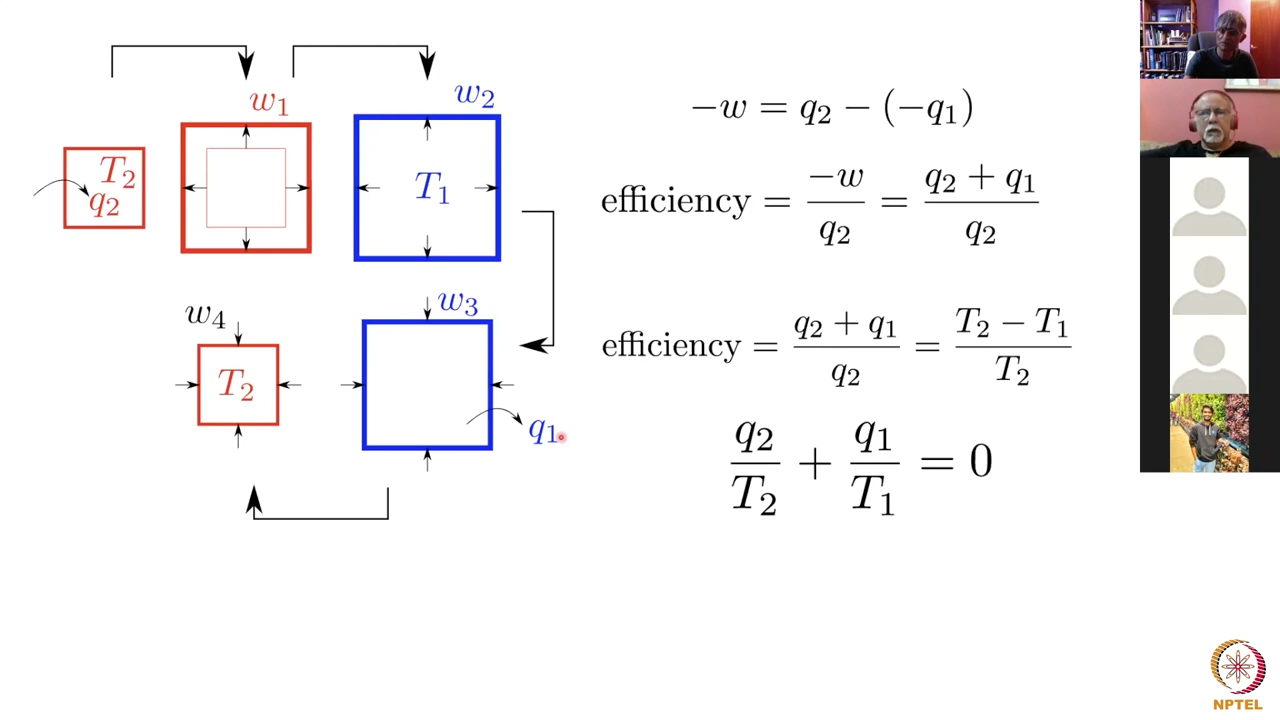 w₁
w₂
T₂
q₂
T₁
w₄
w₃
T₂
q₁
−w = q₂ − (−q₁)
efficiency = −w / q₂ = (q₂ + q₁) / q₂
efficiency = (q₂ + q₁) / q₂ = (T₂ − T₁) / T₂
q₂ / T₂ + q₁ / T₁ = 0
NPTEL